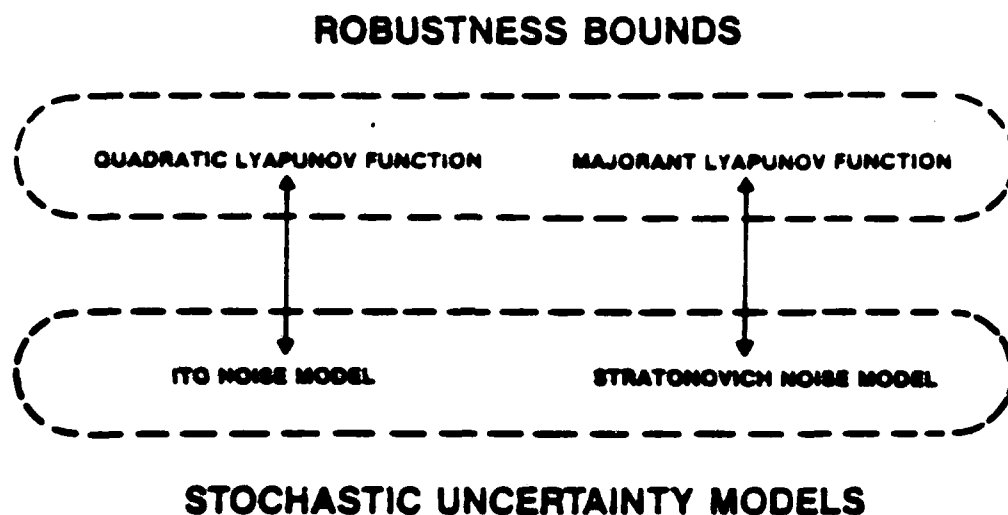 ROBUSTNESS BOUNDS
QUADRATIC LYAPUNOV FUNCTION MAJORANT LYAPUNOV FUNCTION
ITO NOISE MODEL STRATONOVICH NOISE MODEL
STOCHASTIC UNCERTAINTY MODELS